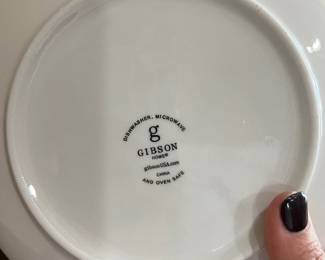 DISHWASHER, MICROWAVE
g
GIBSON
HOME®
gibsonUSA.com
CHINA
AND OVEN SAFE